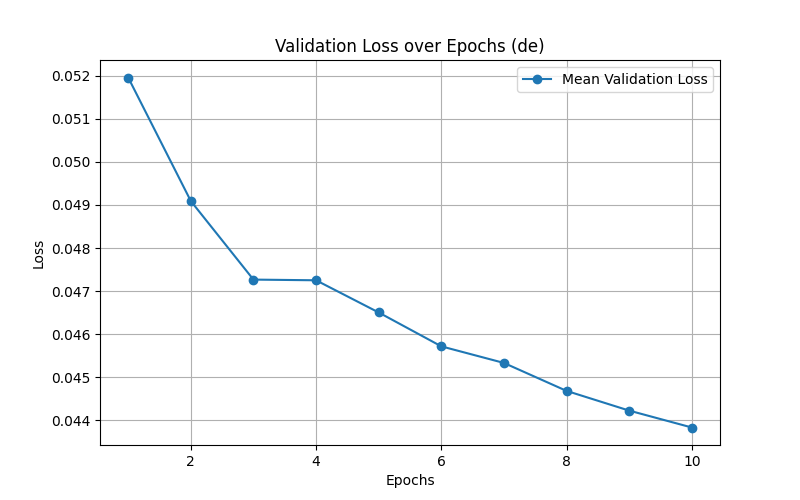 Validation Loss over Epochs (de)
Mean Validation Loss
0.052
0.051
0.050
0.049
0.048
0.047
0.046
0.045
0.044
Loss
2 4 6 8 10
Epochs